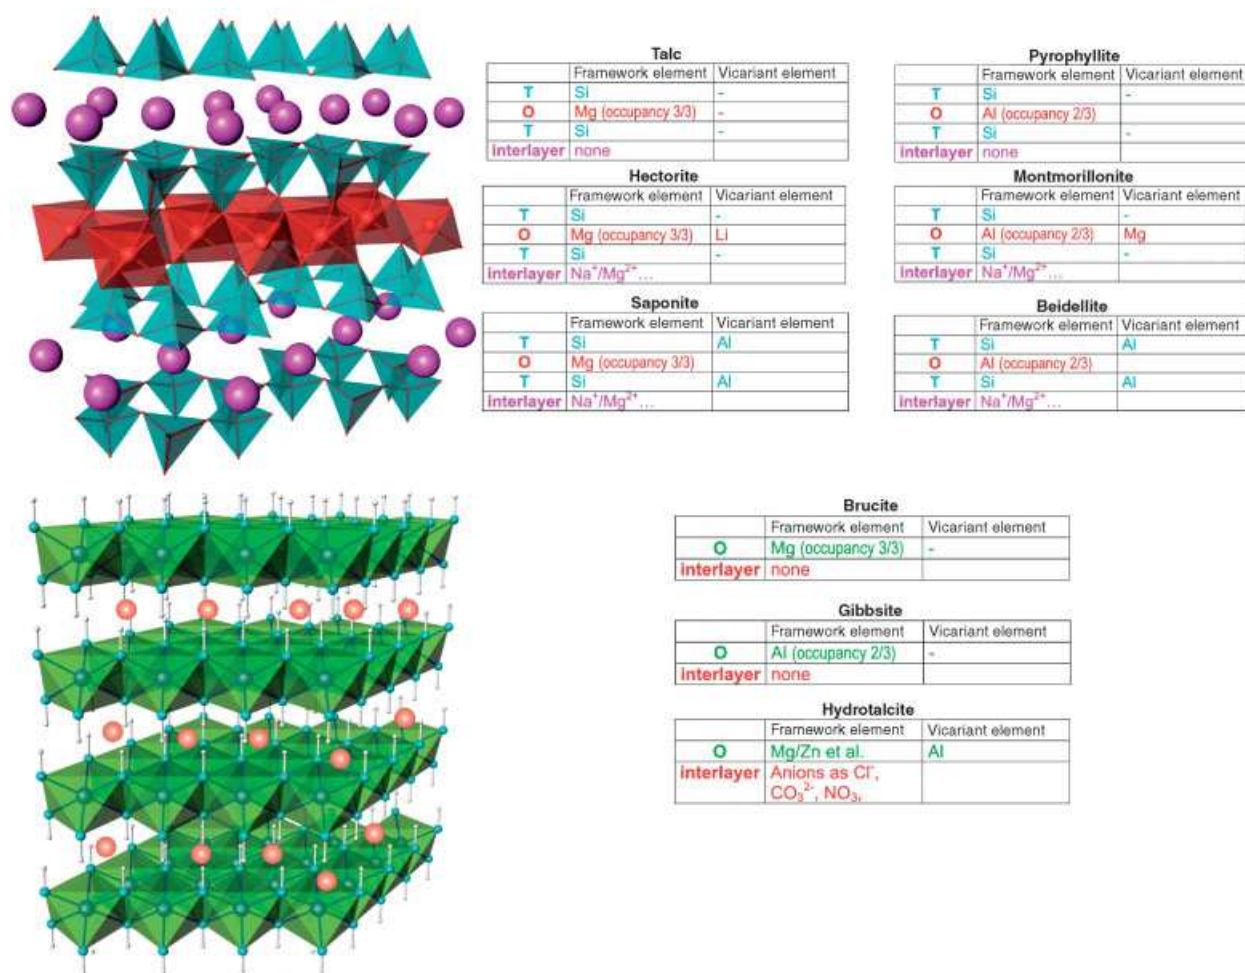 Talc
Framework element Vicariant element
T Si -
O Mg (occupancy 3/3) -
T Si -
interlayer none
Pyrophyllite
Framework element Vicariant element
T Si -
O Al (occupancy 2/3)
T Si -
interlayer none
Hectorite
Framework element Vicariant element
T Si -
O Mg (occupancy 3/3) Li
T Si -
interlayer Na⁺/Mg²⁺...
Montmorillonite
Framework element Vicariant element
T Si -
O Al (occupancy 2/3) Mg
T Si -
interlayer Na⁺/Mg²⁺...
Saponite
Framework element Vicariant element
T Si Al
O Mg (occupancy 3/3)
T Si Al
interlayer Na⁺/Mg²⁺...
Beidellite
Framework element Vicariant element
T Si Al
O Al (occupancy 2/3)
T Si Al
interlayer Na⁺/Mg²⁺...
Brucite
Framework element Vicariant element
O Mg (occupancy 3/3) -
interlayer none
Gibbsite
Framework element Vicariant element
O Al (occupancy 2/3) -
interlayer none
Hydrotalcite
Framework element Vicariant element
O Mg/Zn et al. Al
interlayer Anions as Cl⁻,
CO₃²⁻, NO₃,